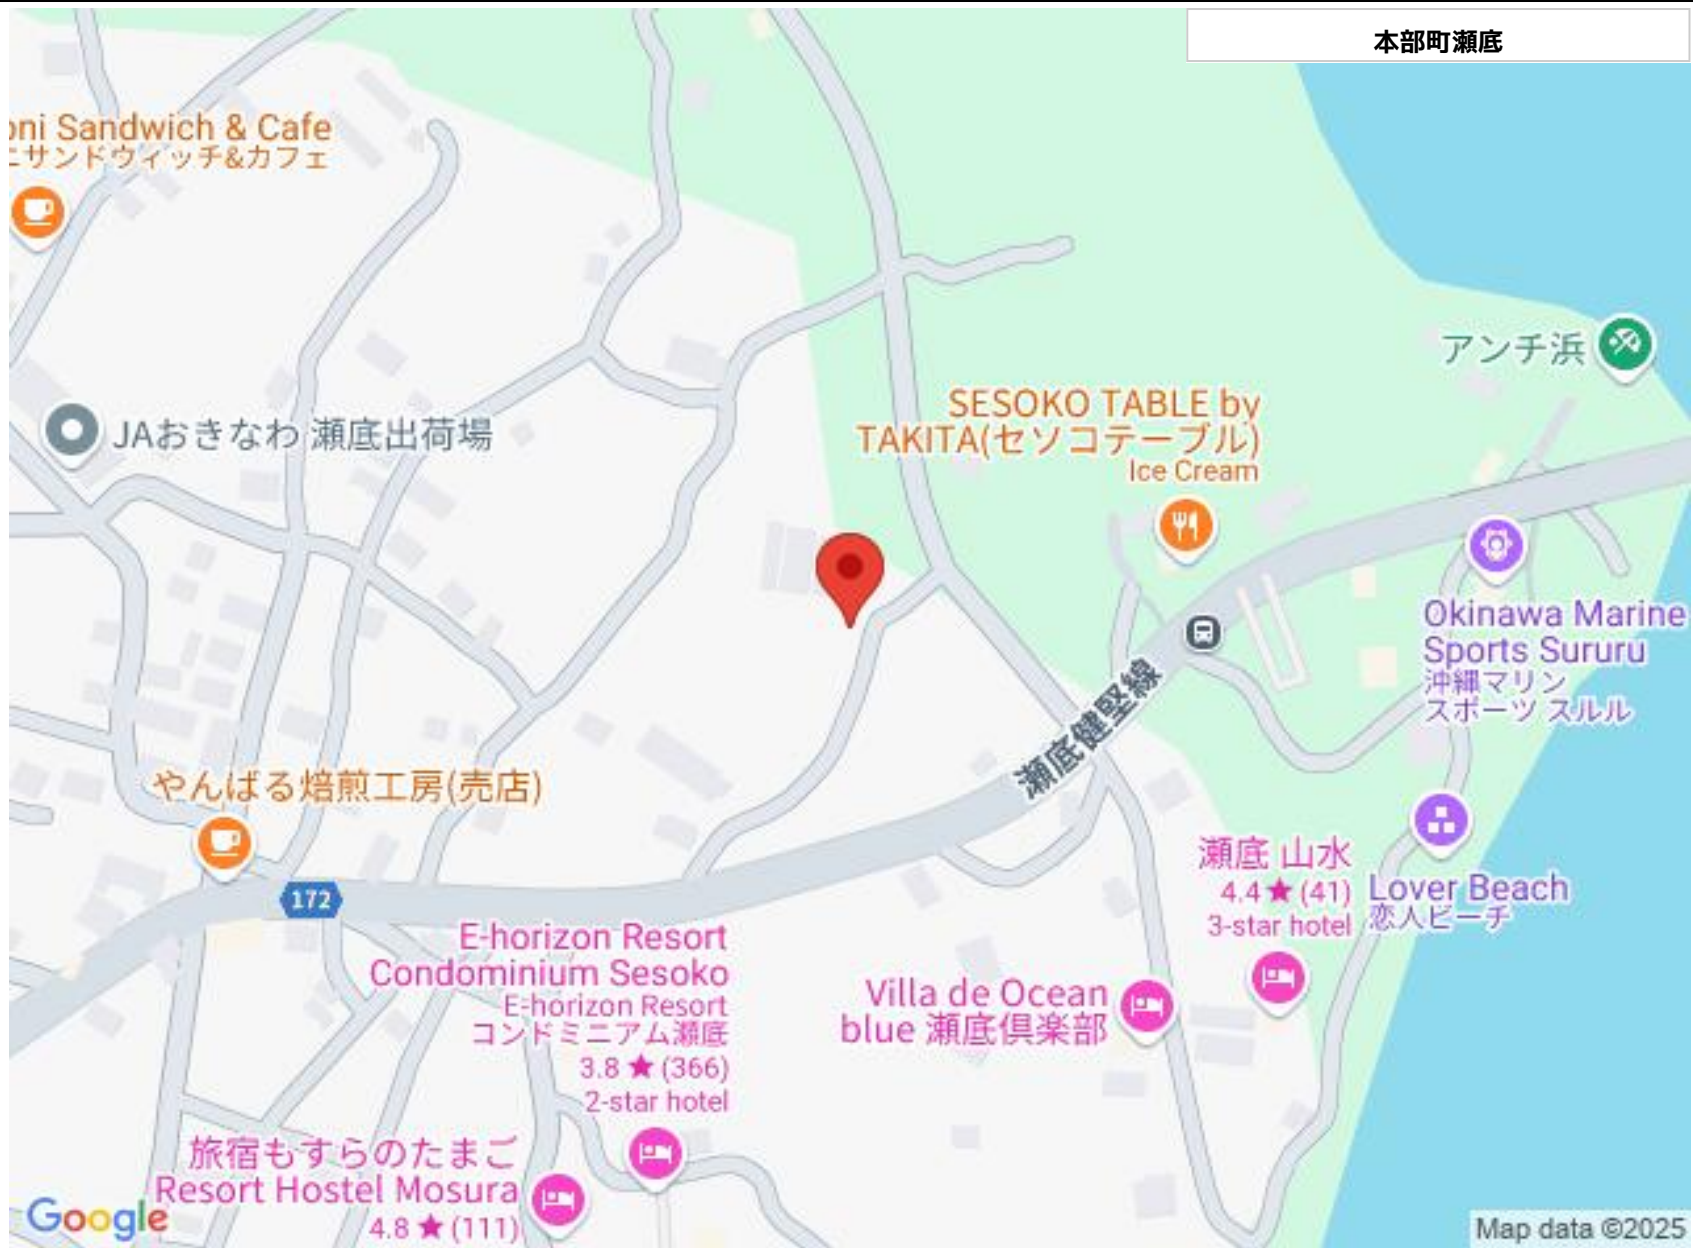 本部町瀬底
oni Sandwich & Cafe
ニサンドウィッチ&カフェ
アンチ浜
SESOKO TABLE by
TAKITA(セソコテーブル)
Ice Cream
JAおきなわ 瀬底出荷場
Okinawa Marine
Sports Sururu
沖縄マリン
スポーツ スルル
瀬底健堅線
やんばる焙煎工房(売店)
172
瀬底 山水
4.4★(41)
3-star hotel
Lover Beach
恋人ビーチ
E-horizon Resort
Condominium Sesoko
E-horizon Resort
コンドミニアム瀬底
3.8★(366)
2-star hotel
Villa de Ocean
blue 瀬底倶楽部
旅宿もすらのたまご
Resort Hostel Mosura
4.8★(111)
Google
Map data ©2025